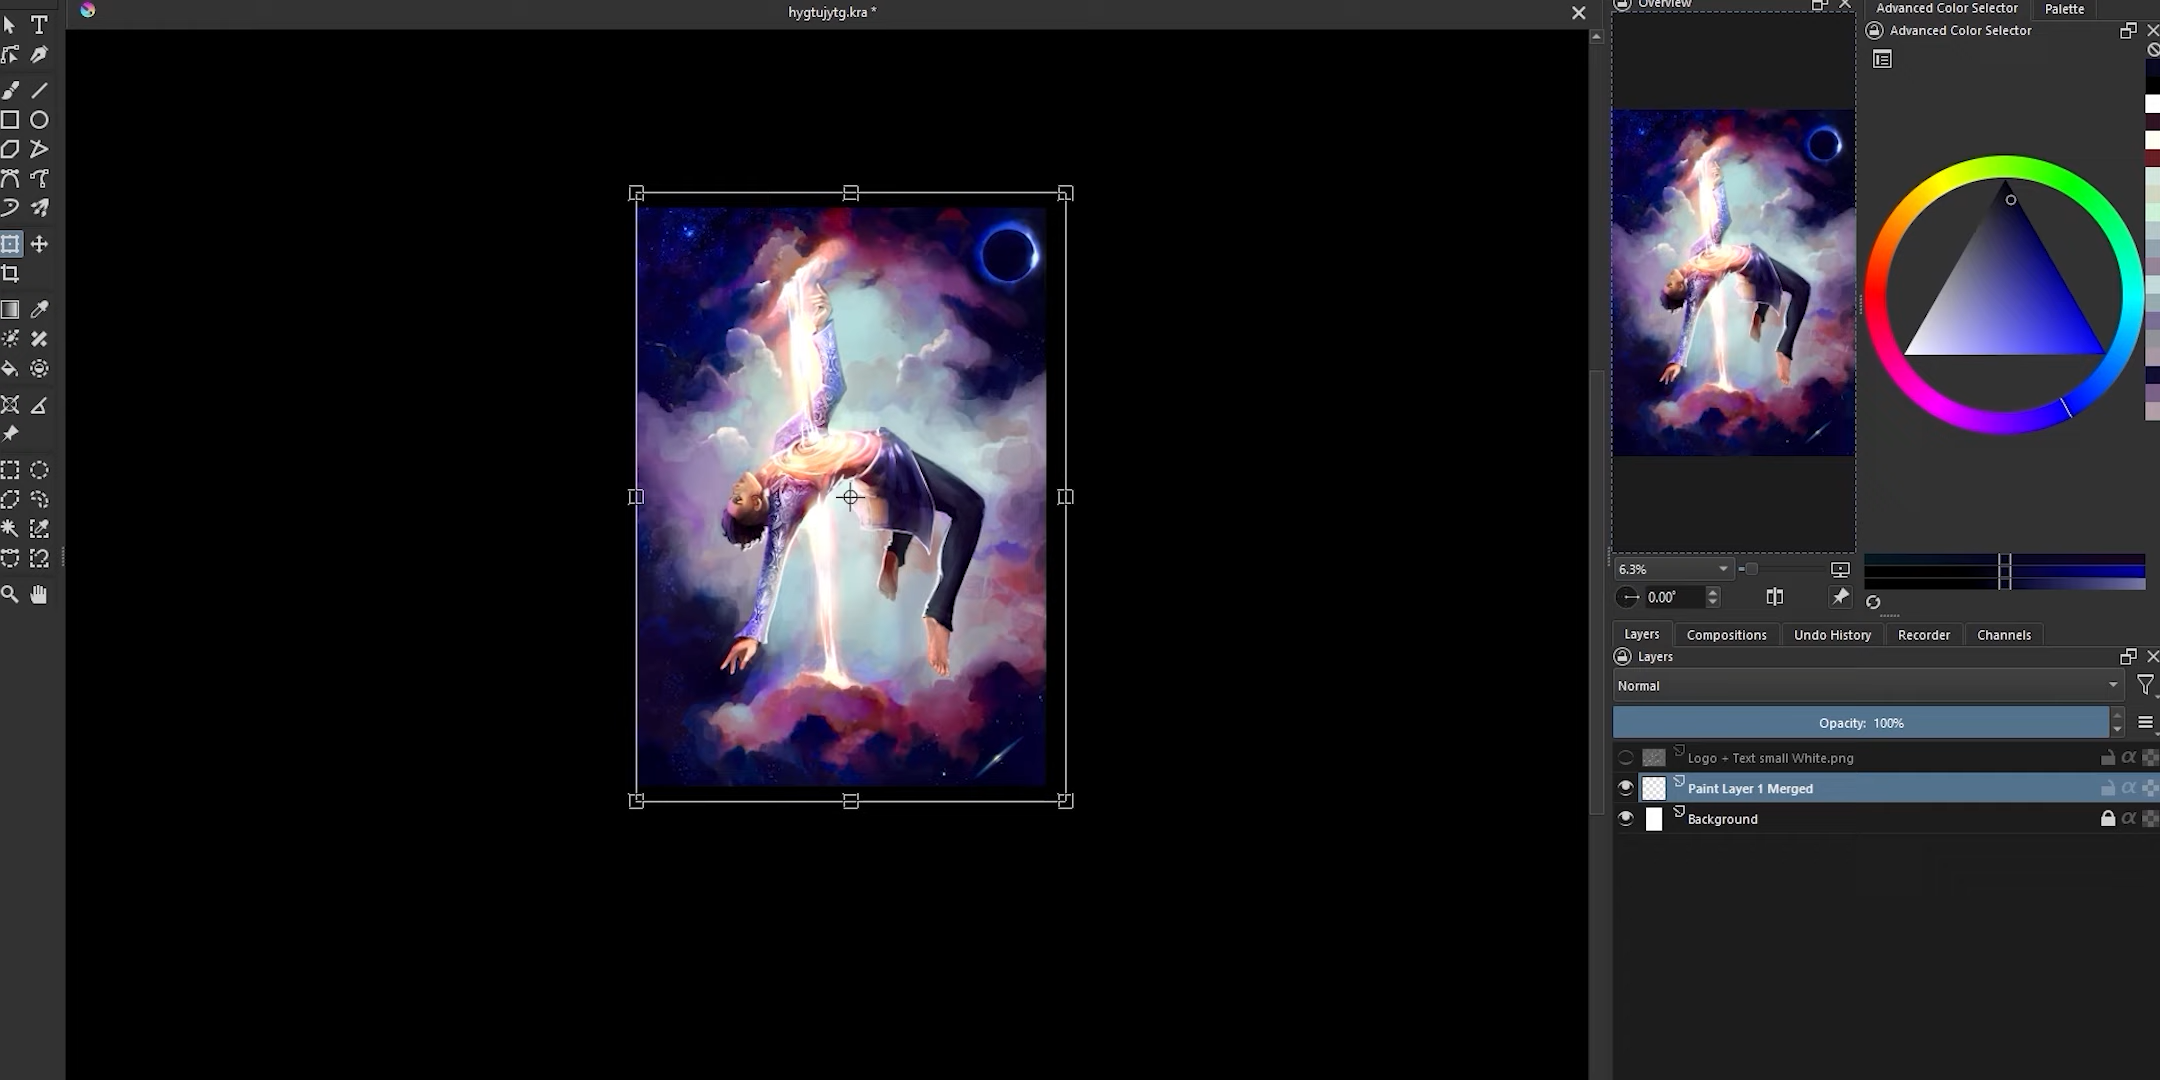 hygtujytg.kra *
Overview
Advanced Color Selector
Palette
Advanced Color Selector
6.3%
0.00°
Layers
Compositions
Undo History
Recorder
Channels
Layers
Normal
Opacity: 100%
Logo + Text small White.png
Paint Layer 1 Merged
Background